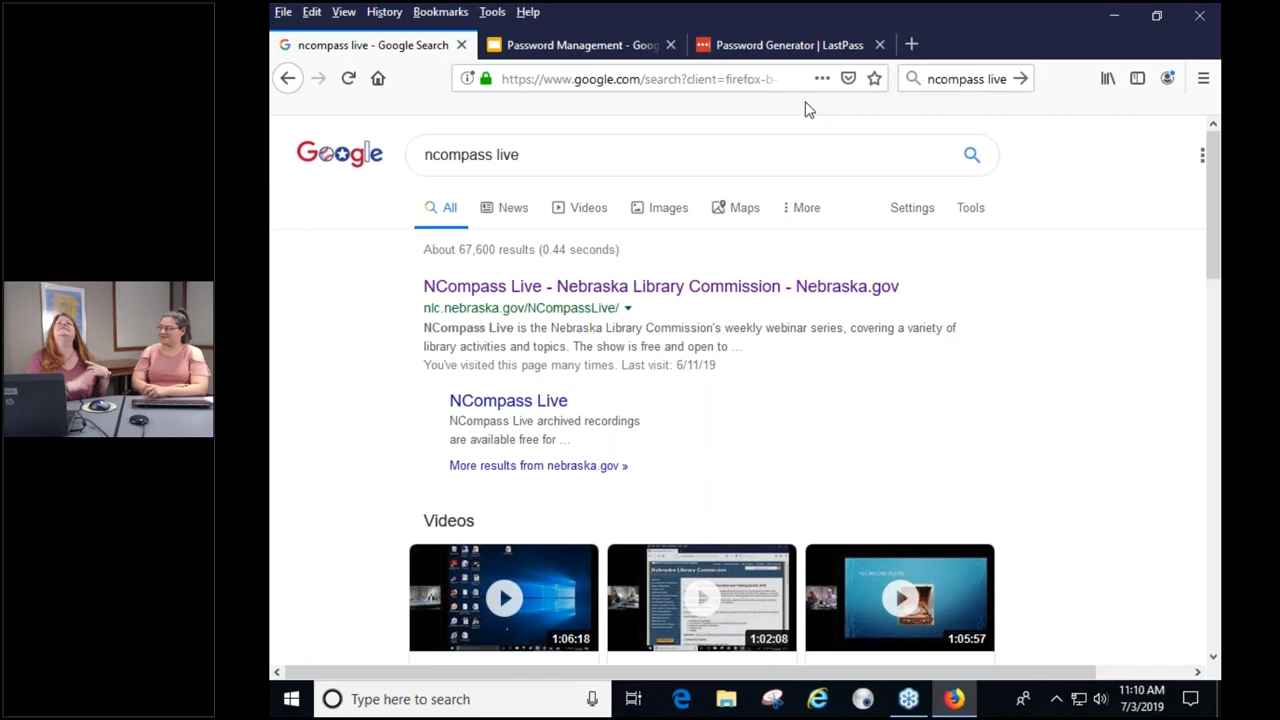 File Edit View History Bookmarks Tools Help
ncompass live - Google Search
Password Management - Goog
Password Generator | LastPass
https://www.google.com/search?client=firefox-b-
ncompass live
Google
ncompass live
All News Videos Images Maps More Settings Tools
About 67,600 results (0.44 seconds)
NCompass Live - Nebraska Library Commission - Nebraska.gov
nlc.nebraska.gov/NCompassLive/
NCompass Live is the Nebraska Library Commission's weekly webinar series, covering a variety of
library activities and topics. The show is free and open to ...
You've visited this page many times. Last visit: 6/11/19
NCompass Live
NCompass Live archived recordings
are available free for ...
More results from nebraska.gov »
Videos
Nebraska Library Commission
1:06:18
1:02:08
1:05:57
Type here to search
11:10 AM
7/3/2019